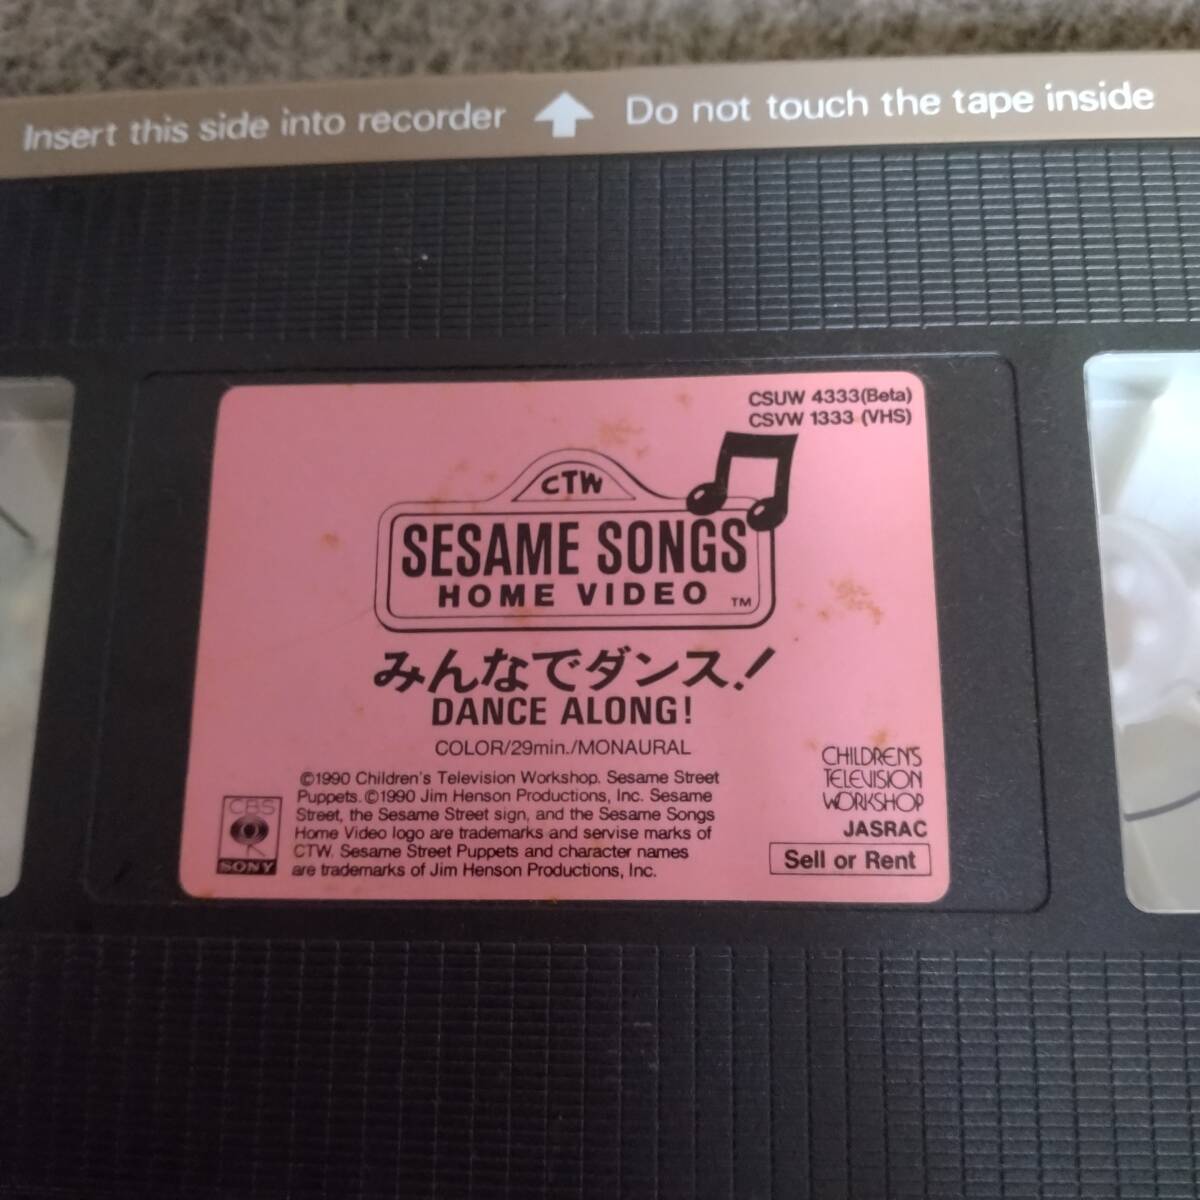 Insert this side into recorder Do not touch the tape inside
CSUW 4333(Beta)
CSVW 1333 (VHS)
CTW
SESAME SONGS
HOME VIDEO TM
みんなでダンス!
DANCE ALONG!
COLOR/29min./MONAURAL
©1990 Children's Television Workshop. Sesame Street
Puppets. ©1990 Jim Henson Productions, Inc. Sesame
Street, the Sesame Street sign, and the Sesame Songs
Home Video logo are trademarks and servise marks of
CTW. Sesame Street Puppets and character names
are trademarks of Jim Henson Productions, Inc.
CBS
SONY
CHILDREN'S
TELEVISION
WORKSHOP
JASRAC
Sell or Rent